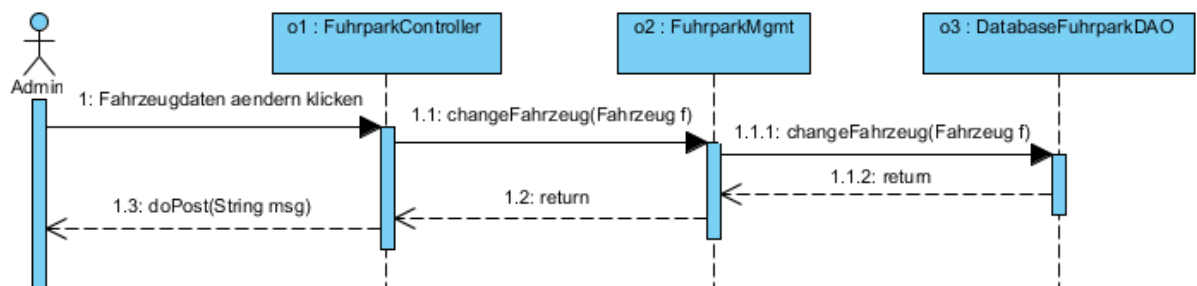 o1 : FuhrparkController
o2 : FuhrparkMgmt
o3 : DatabaseFuhrparkDAO
Admin
1: Fahrzeugdaten aendern klicken
1.1: changeFahrzeug(Fahrzeug f)
1.1.1: changeFahrzeug(Fahrzeug f)
1.1.2: return
1.2: return
1.3: doPost(String msg)